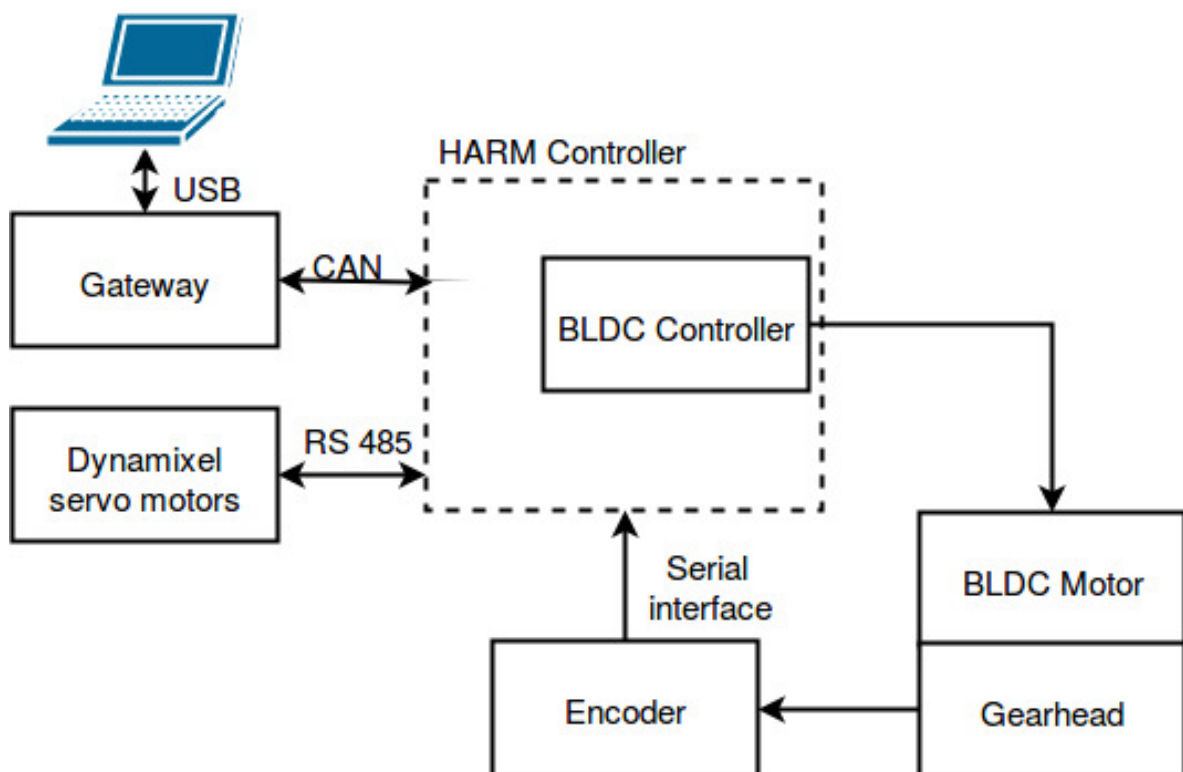 HARM Controller
USB
Gateway
CAN
BLDC Controller
Dynamixel
servo motors
RS 485
Serial
interface
BLDC Motor
Encoder
Gearhead